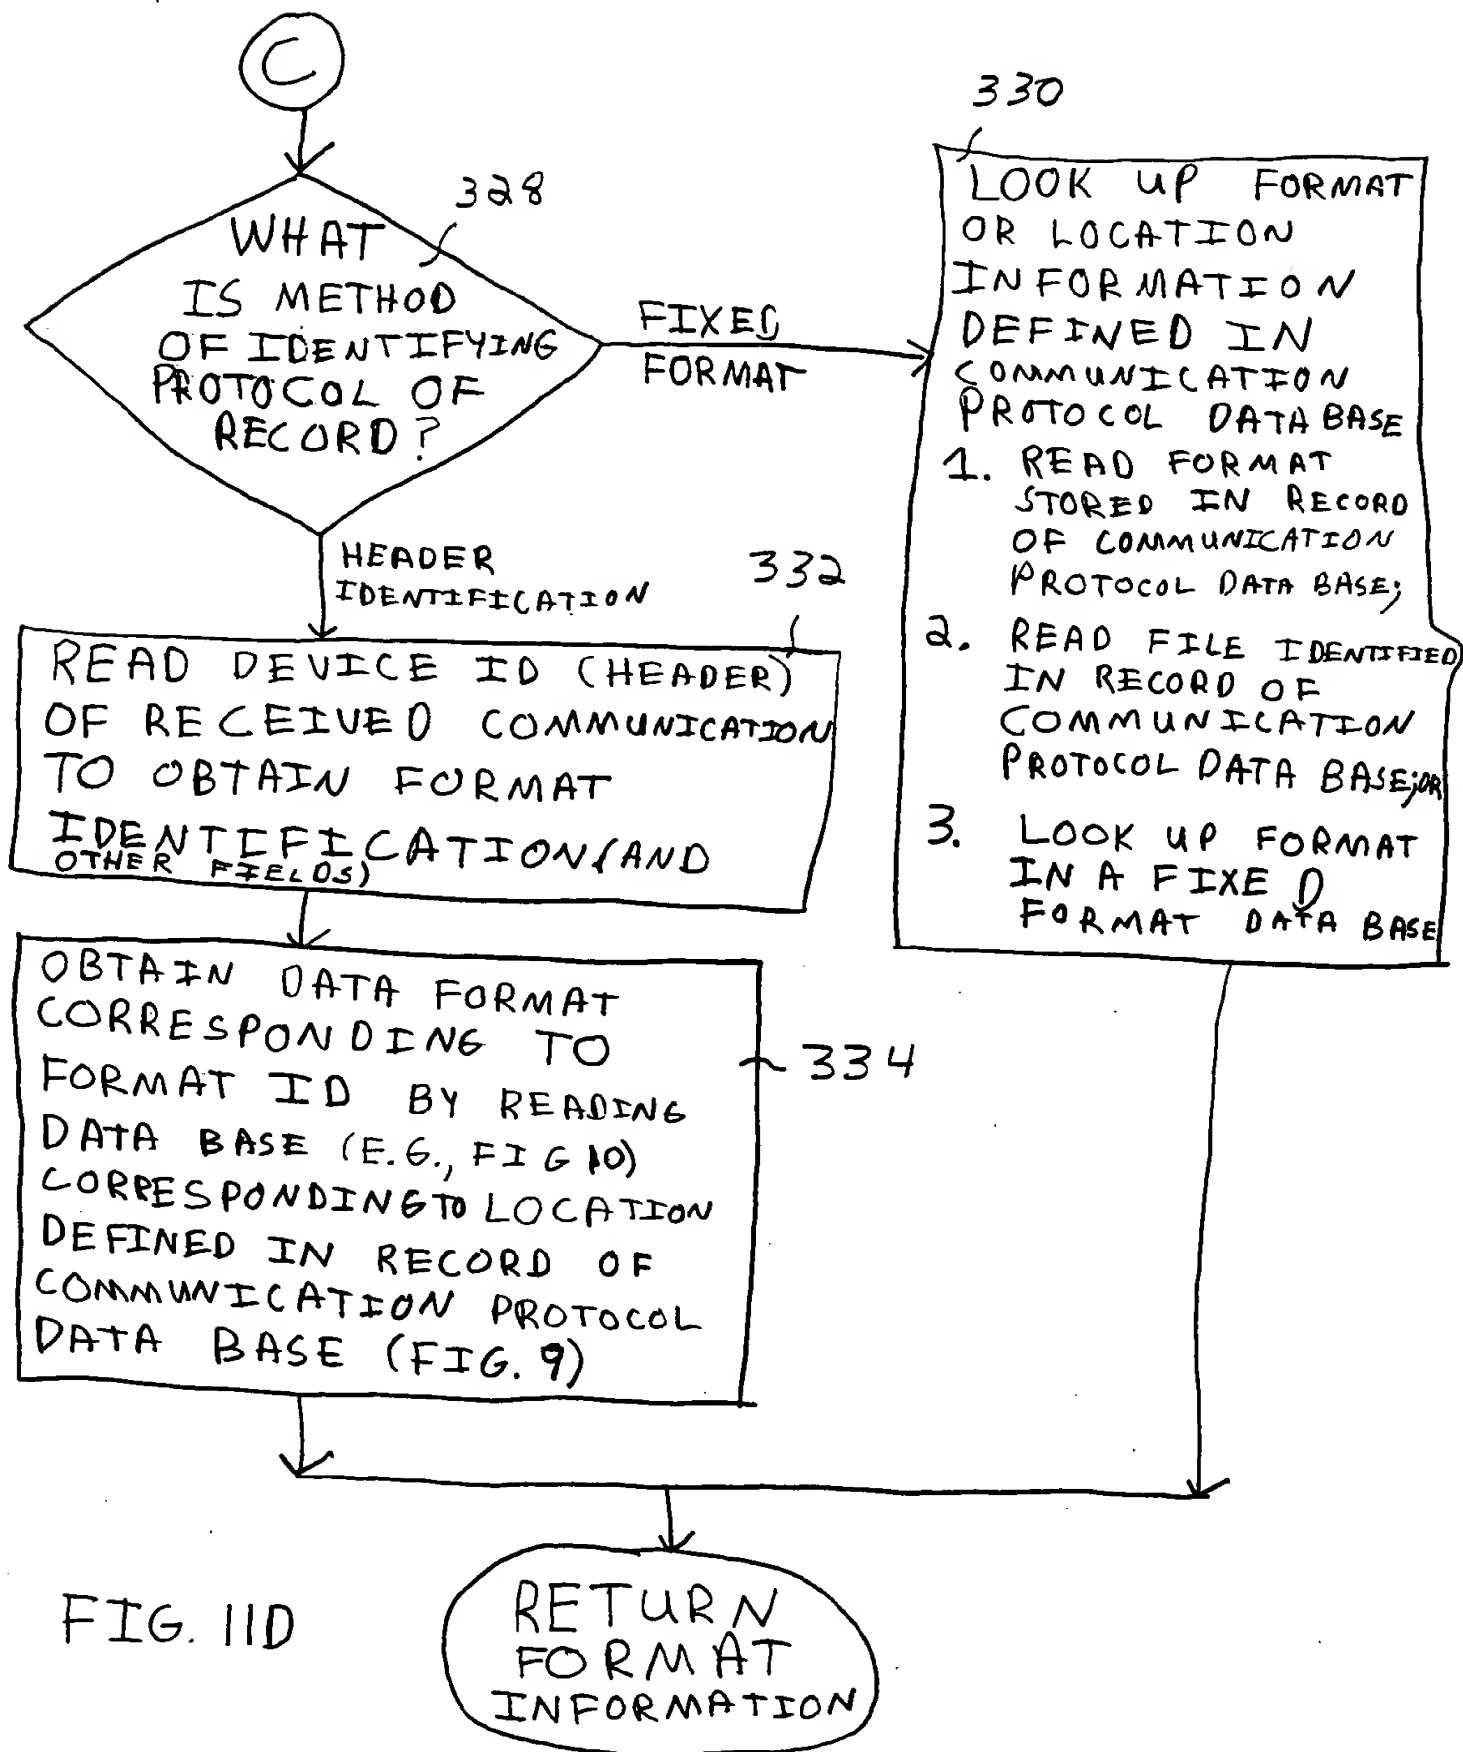 C
328
WHAT
IS METHOD
OF IDENTIFYING
PROTOCOL OF
RECORD?
FIXED
FORMAT
330
LOOK UP FORMAT
OR LOCATION
INFORMATION
DEFINED IN
COMMUNICATION
PROTOCOL DATA BASE
1. READ FORMAT
STORED IN RECORD
OF COMMUNICATION
PROTOCOL DATA BASE;
2. READ FILE IDENTIFIED
IN RECORD OF
COMMUNICATION
PROTOCOL DATA BASE; OR
3. LOOK UP FORMAT
IN A FIXED
FORMAT DATA BASE
HEADER
IDENTIFICATION
332
READ DEVICE ID (HEADER)
OF RECEIVED COMMUNICATION
TO OBTAIN FORMAT
IDENTIFICATION (AND
OTHER FIELDS)
OBTAIN DATA FORMAT
CORRESPONDING TO
FORMAT ID BY READING
DATA BASE (E.G., FIG 10)
CORRESPONDING TO LOCATION
DEFINED IN RECORD OF
COMMUNICATION PROTOCOL
DATA BASE (FIG. 9)
334
RETURN
FORMAT
INFORMATION
FIG. 11D